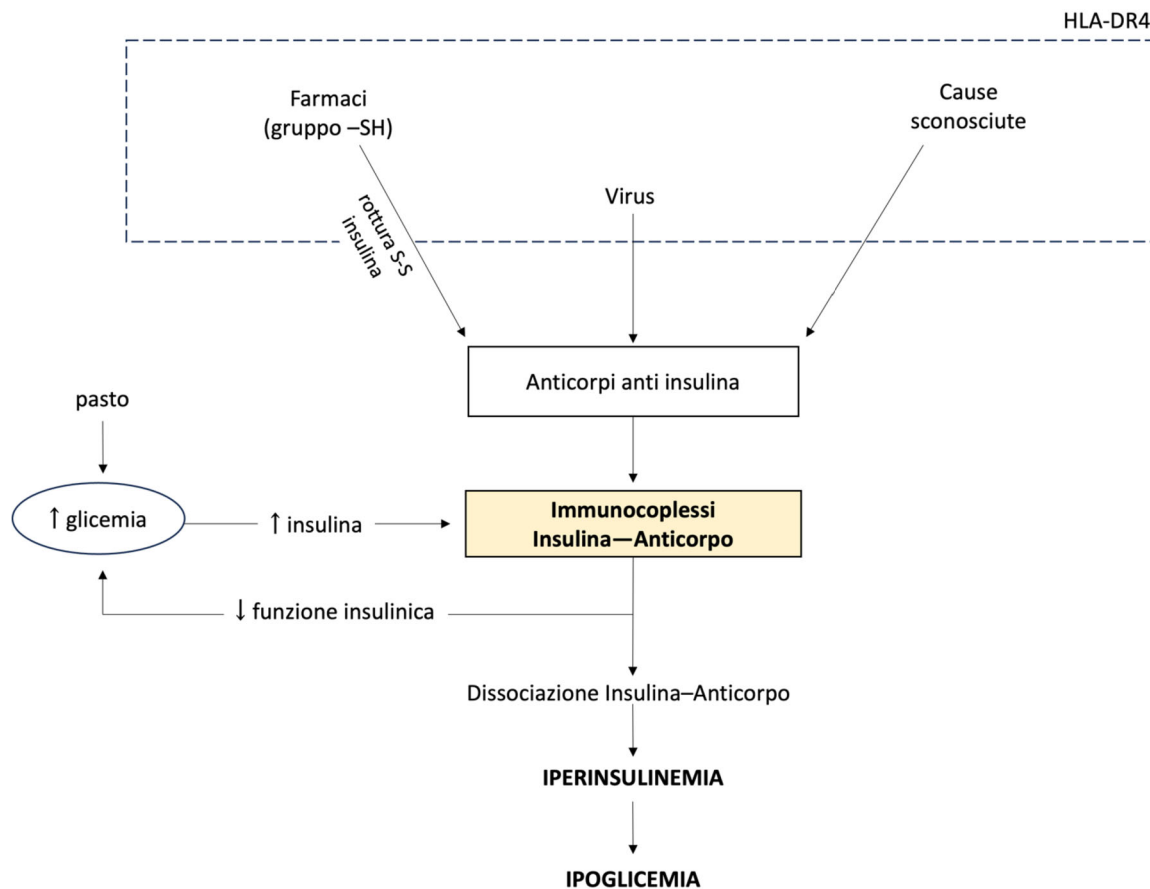 HLA-DR4
Farmaci
(gruppo –SH)
Cause
sconosciute
Virus
rottura S-S
insulina
Anticorpi anti insulina
pasto
↑ glicemia
↑ insulina
Immunocoplessi
Insulina—Anticorpo
↓ funzione insulinica
Dissociazione Insulina–Anticorpo
IPERINSULINEMIA
IPOGLICEMIA